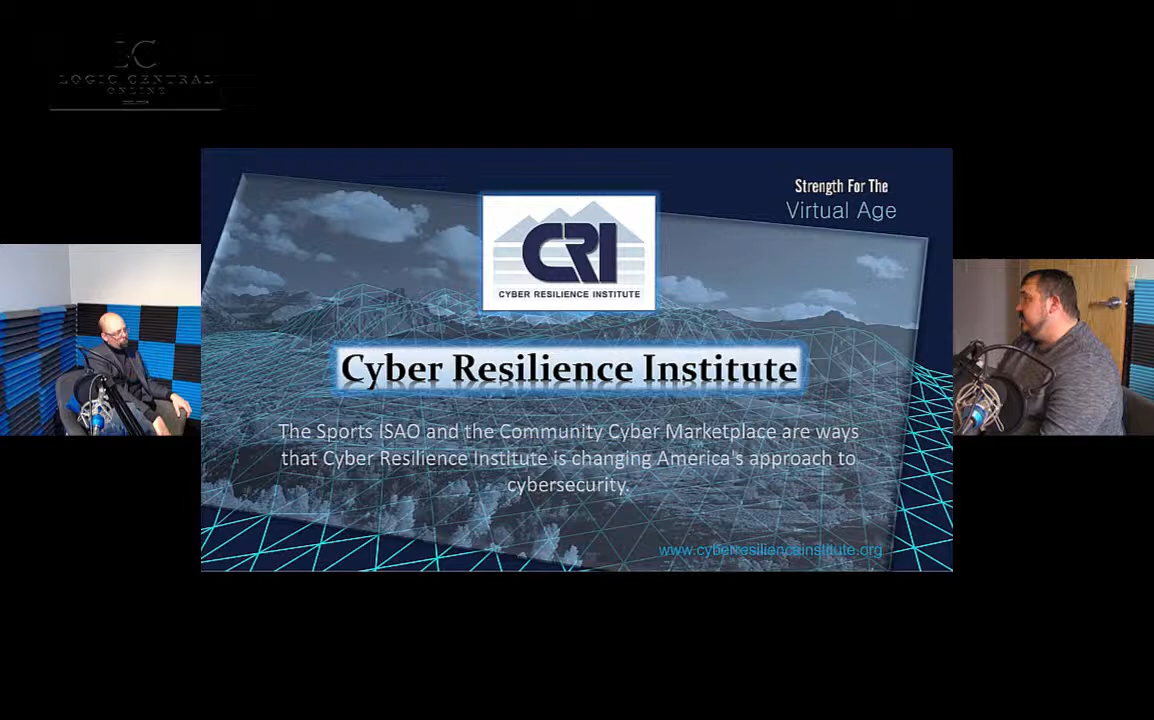 LOGIC CENTRAL
ONLINE
Strength For The
Virtual Age
CRI
CYBER RESILIENCE INSTITUTE
Cyber Resilience Institute
The Sports ISAO and the Community Cyber Marketplace are ways
that Cyber Resilience Institute is changing America's approach to
cybersecurity.
www.cyberresilienceinstitute.org